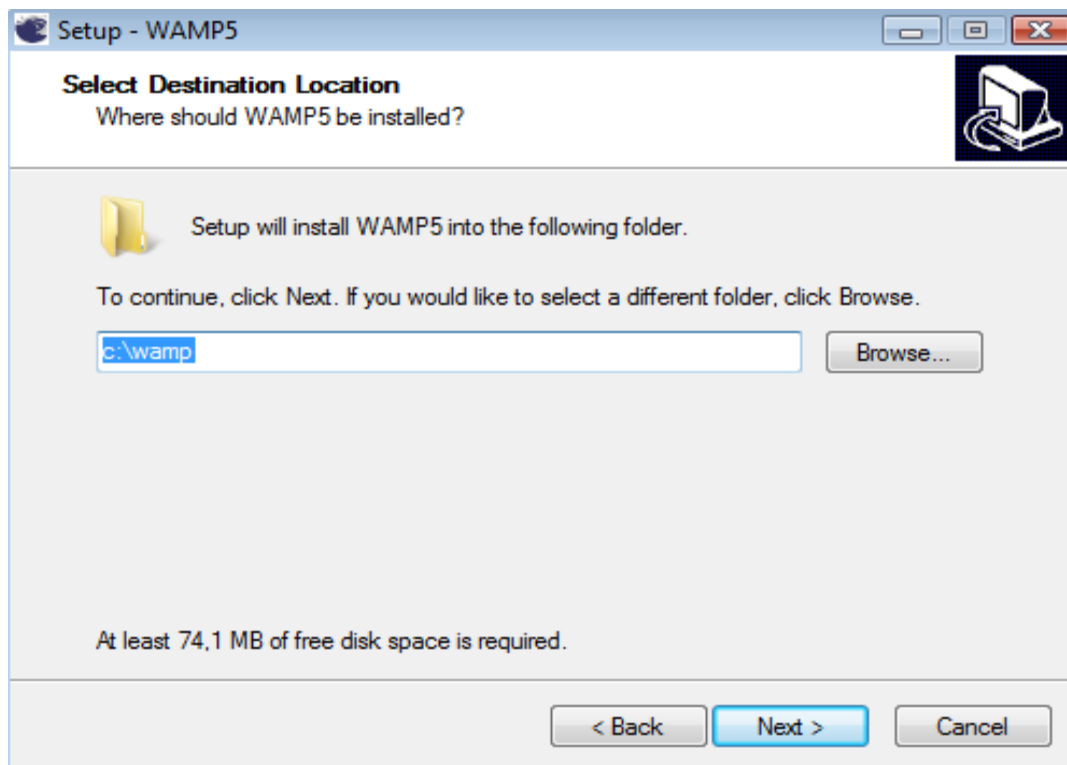 Setup - WAMP5
Select Destination Location
Where should WAMP5 be installed?
Setup will install WAMP5 into the following folder.
To continue, click Next. If you would like to select a different folder, click Browse.
c:\wamp
Browse...
At least 74,1 MB of free disk space is required.
< Back
Next >
Cancel